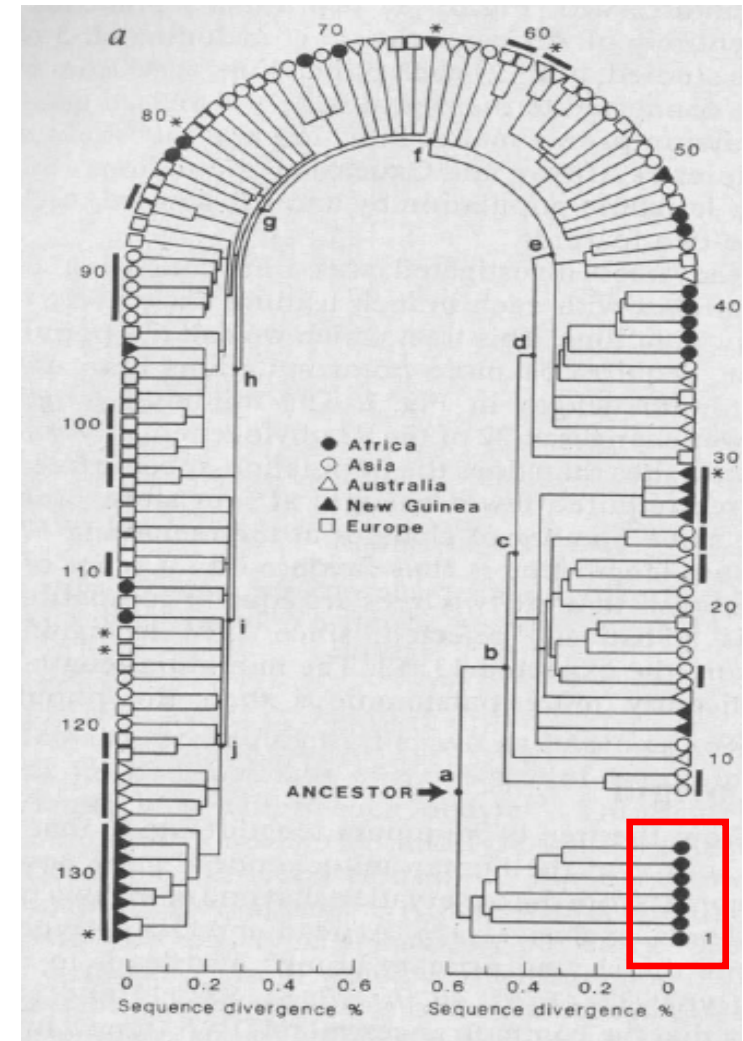 a
70
*
60
*
80
*
50
f
g
e
90
40
d
h
100
Africa
Asia
Australia
New Guinea
Europe
30
*
c
110
20
*
*
i
b
120
j
10
a
ANCESTOR
130
*
1
0 0.2 0.4 0.6
0.6 0.4 0.2 0
Sequence divergence %
Sequence divergence %